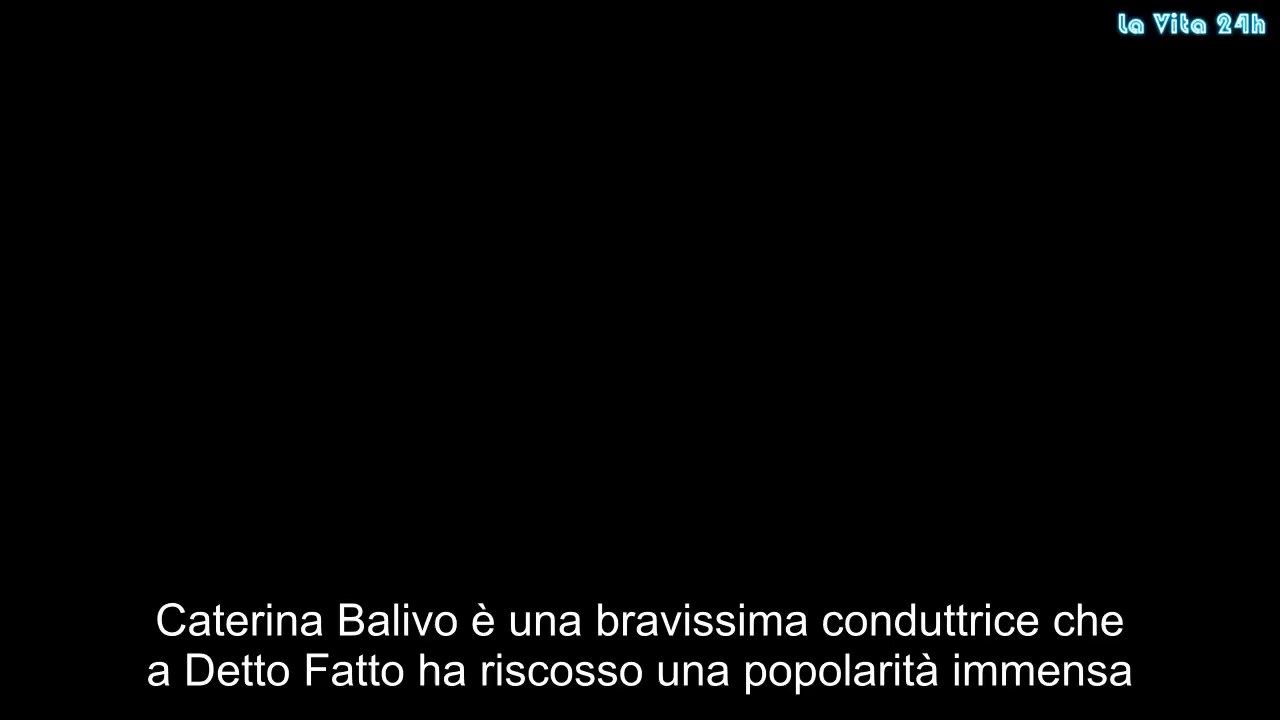 La Vita 24h
Caterina Balivo è una bravissima conduttrice che
a Detto Fatto ha riscosso una popolarità immensa